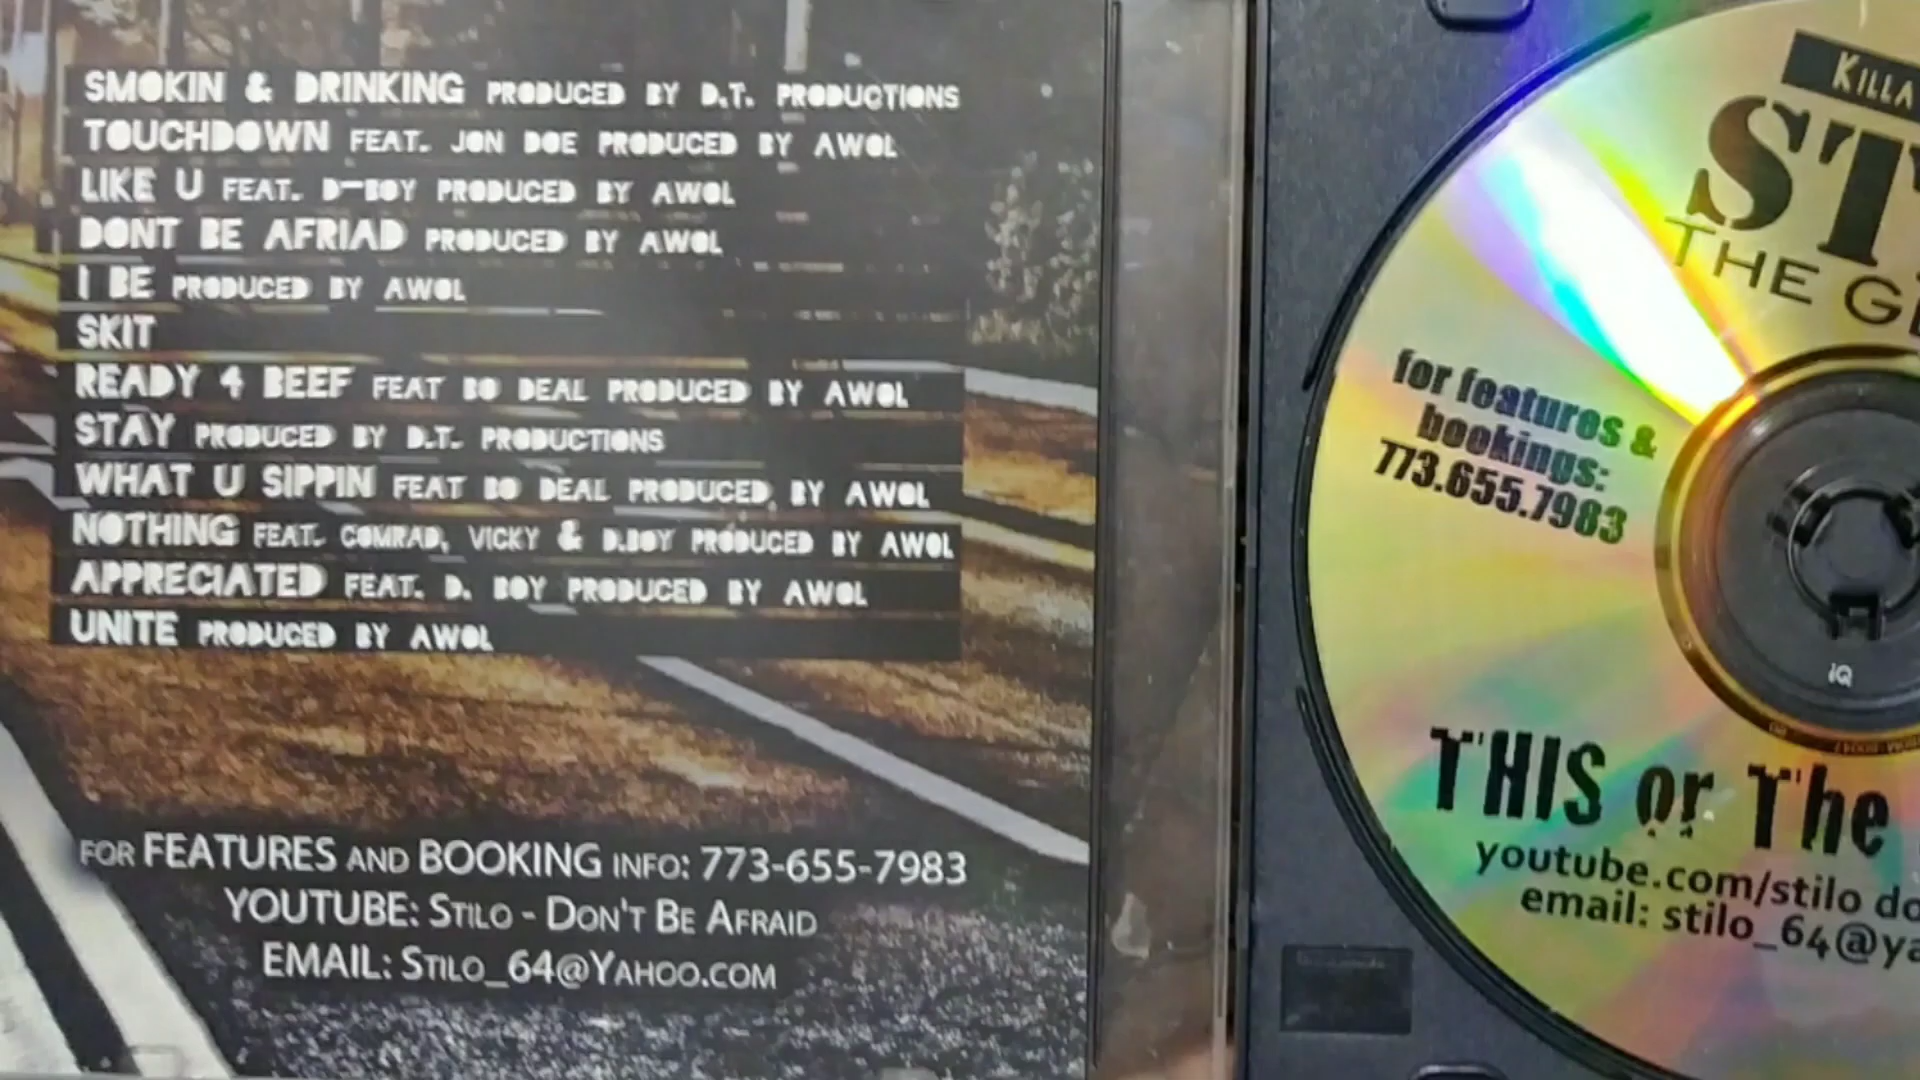 SMOKIN & DRINKING PRODUCED BY D.T. PRODUCTIONS
TOUCHDOWN FEAT. JON DOE PRODUCED BY AWOL
LIKE U FEAT. D-BOY PRODUCED BY AWOL
DONT BE AFRIAD PRODUCED BY AWOL
I BE PRODUCED BY AWOL
SKIT
READY 4 BEEF FEAT BO DEAL PRODUCED BY AWOL
STAY PRODUCED BY D.T. PRODUCTIONS
WHAT U SIPPIN FEAT BO DEAL PRODUCED BY AWOL
NOTHING FEAT. COMRAD, VICKY & D.BOY PRODUCED BY AWOL
APPRECIATED FEAT. D. BOY PRODUCED BY AWOL
UNITE PRODUCED BY AWOL
FOR FEATURES AND BOOKING INFO: 773-655-7983
YOUTUBE: STILO - DON'T BE AFRAID
EMAIL: STILO_64@YAHOO.COM
KILLA
ST
THE G
for features &
bookings:
773.655.7983
iQ
THIS or The
youtube.com/stilo do
email: stilo_64@ya